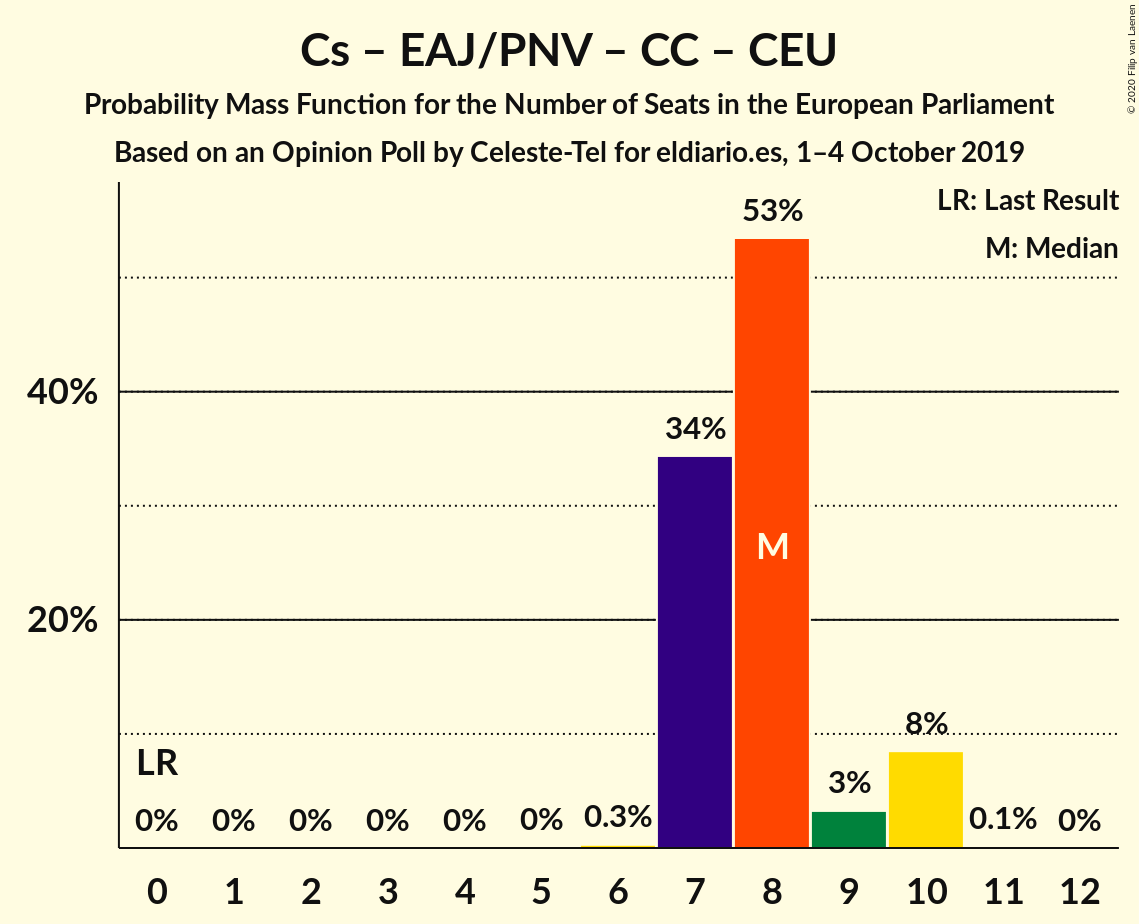 Cs – EAJ/PNV – CC – CEU
Probability Mass Function for the Number of Seats in the European Parliament
Based on an Opinion Poll by Celeste-Tel for eldiario.es, 1–4 October 2019
© 2020 Filip van Laenen
LR: Last Result
M: Median
53%
40%
34%
M
20%
8%
LR
3%
0% 0% 0% 0% 0% 0% 0.3% 0.1% 0%
0 1 2 3 4 5 6 7 8 9 10 11 12